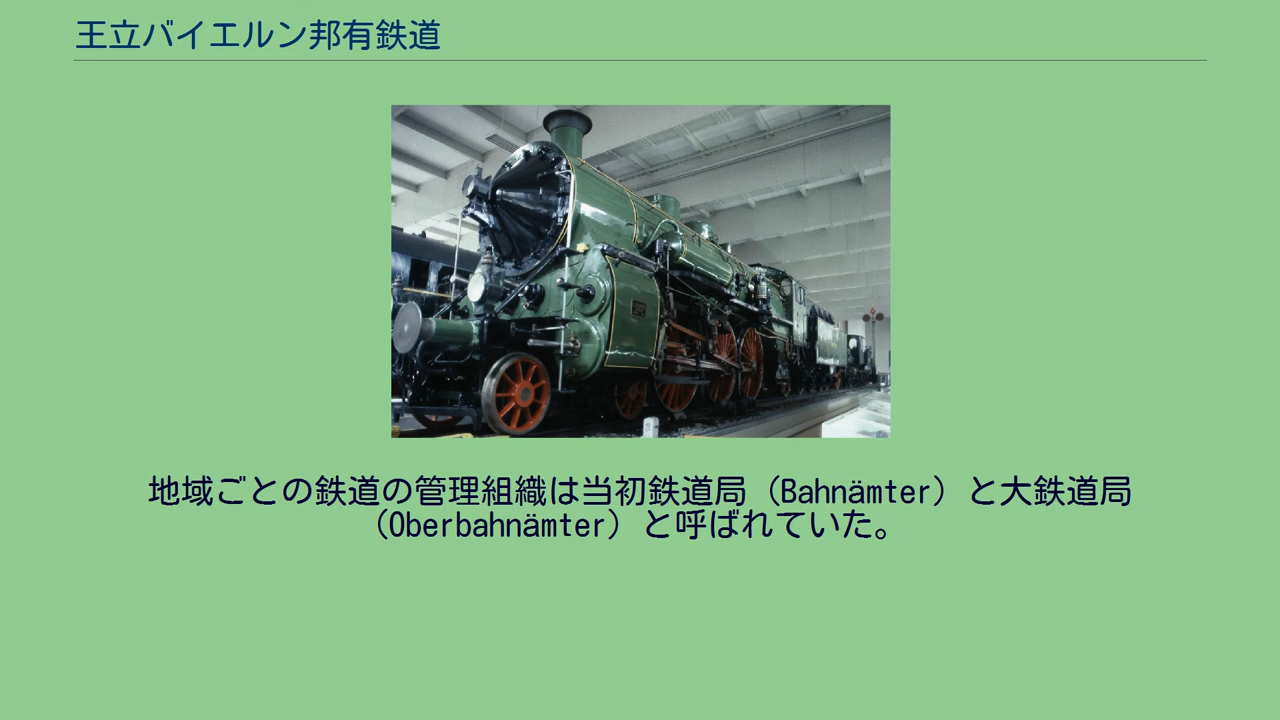 王立バイエルン邦有鉄道
地域ごとの鉄道の管理組織は当初鉄道局（Bahnämter）と大鉄道局
（Oberbahnämter）と呼ばれていた。